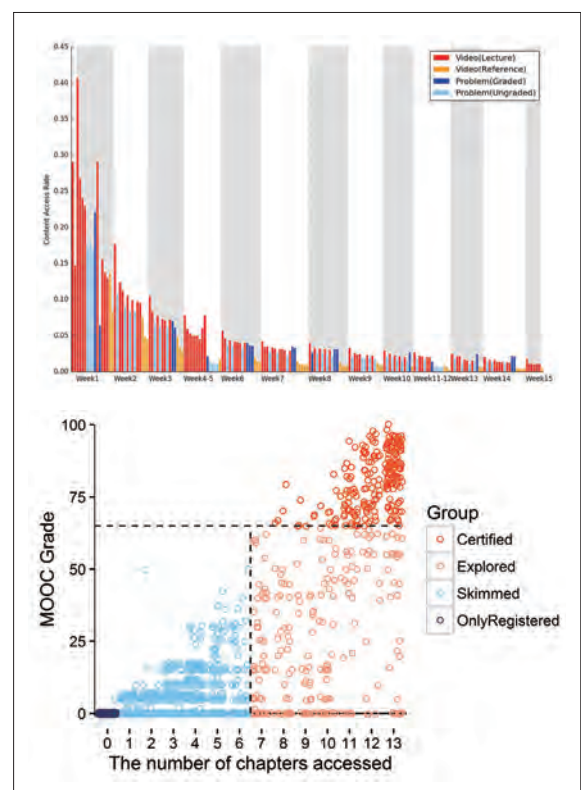 0.45
Video(Lecture)
Video(Reference)
0.40
Problem(Graded)
Problem(Ungraded)
0.35
0.30
0.25
Content Access Rate
0.20
0.15
0.10
0.05
0.00
Week1 Week2 Week3 Week4-5 Week6 Week7 Week8 Week9 Week10 Week11-12 Week13 Week14 Week15
100
75
MOOC Grade
50
25
0
Group
Certified
Explored
Skimmed
OnlyRegistered
0 1 2 3 4 5 6 7 8 9 10 11 12 13
The number of chapters accessed